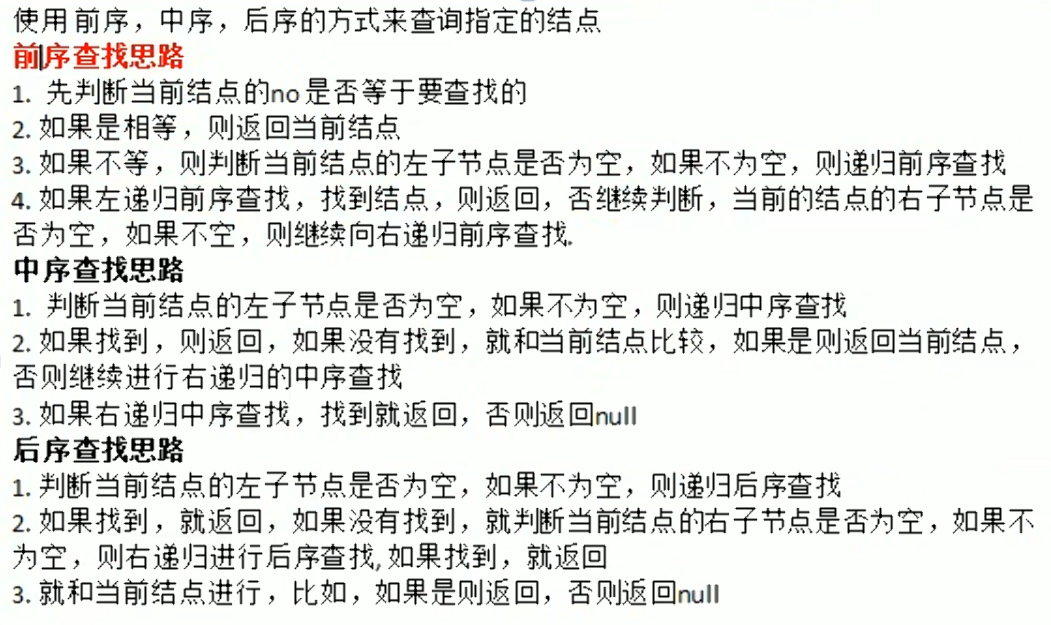 使用前序，中序，后序的方式来查询指定的结点
前序查找思路
1. 先判断当前结点的no是否等于要查找的
2. 如果是相等，则返回当前结点
3. 如果不等，则判断当前结点的左子节点是否为空，如果不为空，则递归前序查找
4. 如果左递归前序查找，找到结点，则返回，否继续判断，当前的结点的右子节点是
否为空，如果不空，则继续向右递归前序查找.
中序查找思路
1. 判断当前结点的左子节点是否为空，如果不为空，则递归中序查找
2. 如果找到，则返回，如果没有找到，就和当前结点比较，如果是则返回当前结点，
否则继续进行右递归的中序查找
3. 如果右递归中序查找，找到就返回，否则返回null
后序查找思路
1. 判断当前结点的左子节点是否为空，如果不为空，则递归后序查找
2. 如果找到，就返回，如果没有找到，就判断当前结点的右子节点是否为空，如果不
为空，则右递归进行后序查找,如果找到，就返回
3. 就和当前结点进行，比如，如果是则返回，否则返回null